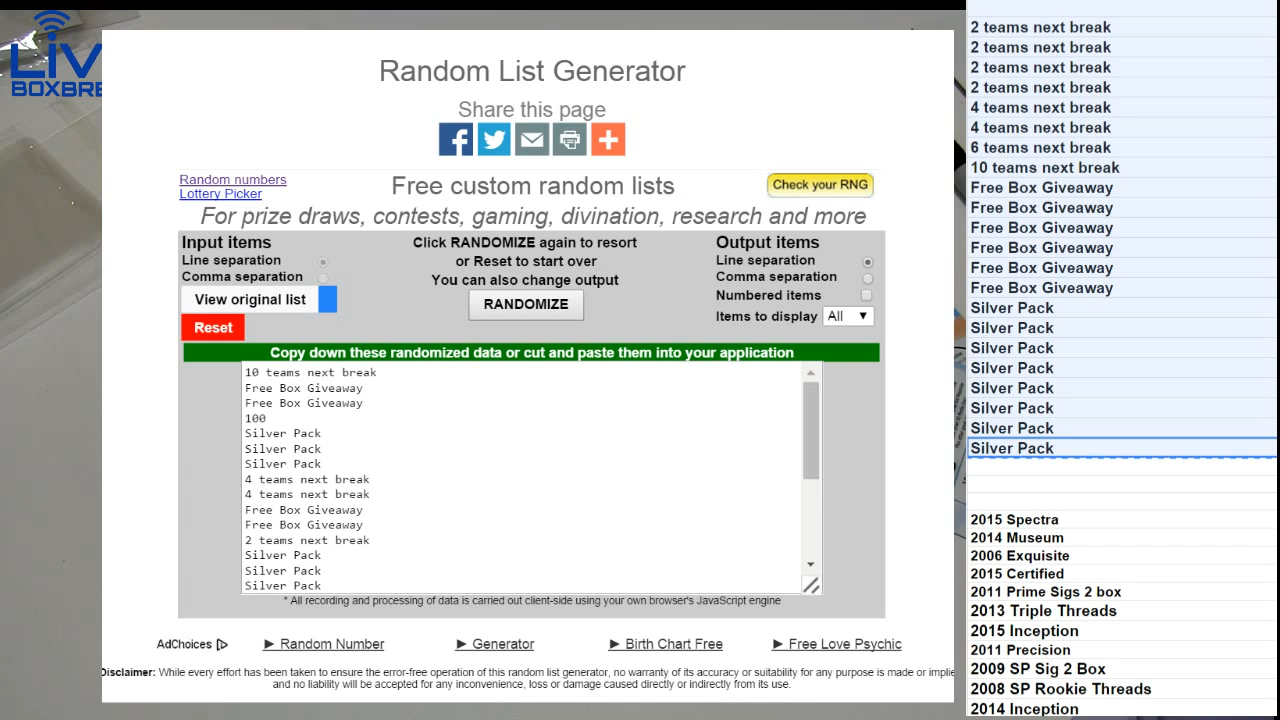 LIV
BOXBRE
Random List Generator
Share this page
Random numbers
Lottery Picker
Free custom random lists
Check your RNG
For prize draws, contests, gaming, divination, research and more
Input items
Line separation
Comma separation
View original list
Reset
Click RANDOMIZE again to resort
or Reset to start over
You can also change output
RANDOMIZE
Output items
Line separation
Comma separation
Numbered items
Items to display All
Copy down these randomized data or cut and paste them into your application
10 teams next break
Free Box Giveaway
Free Box Giveaway
100
Silver Pack
Silver Pack
Silver Pack
4 teams next break
4 teams next break
Free Box Giveaway
Free Box Giveaway
2 teams next break
Silver Pack
Silver Pack
Silver Pack
* All recording and processing of data is carried out client-side using your own browser's JavaScript engine
AdChoices
► Random Number
► Generator
► Birth Chart Free
► Free Love Psychic
Disclaimer: While every effort has been taken to ensure the error-free operation of this random list generator, no warranty of its accuracy or suitability for any purpose is made or implie
and no liability will be accepted for any inconvenience, loss or damage caused directly or indirectly from its use.
2 teams next break
2 teams next break
2 teams next break
2 teams next break
4 teams next break
4 teams next break
6 teams next break
10 teams next break
Free Box Giveaway
Free Box Giveaway
Free Box Giveaway
Free Box Giveaway
Free Box Giveaway
Free Box Giveaway
Silver Pack
Silver Pack
Silver Pack
Silver Pack
Silver Pack
Silver Pack
Silver Pack
Silver Pack
2015 Spectra
2014 Museum
2006 Exquisite
2015 Certified
2011 Prime Sigs 2 box
2013 Triple Threads
2015 Inception
2011 Precision
2009 SP Sig 2 Box
2008 SP Rookie Threads
2014 Inception